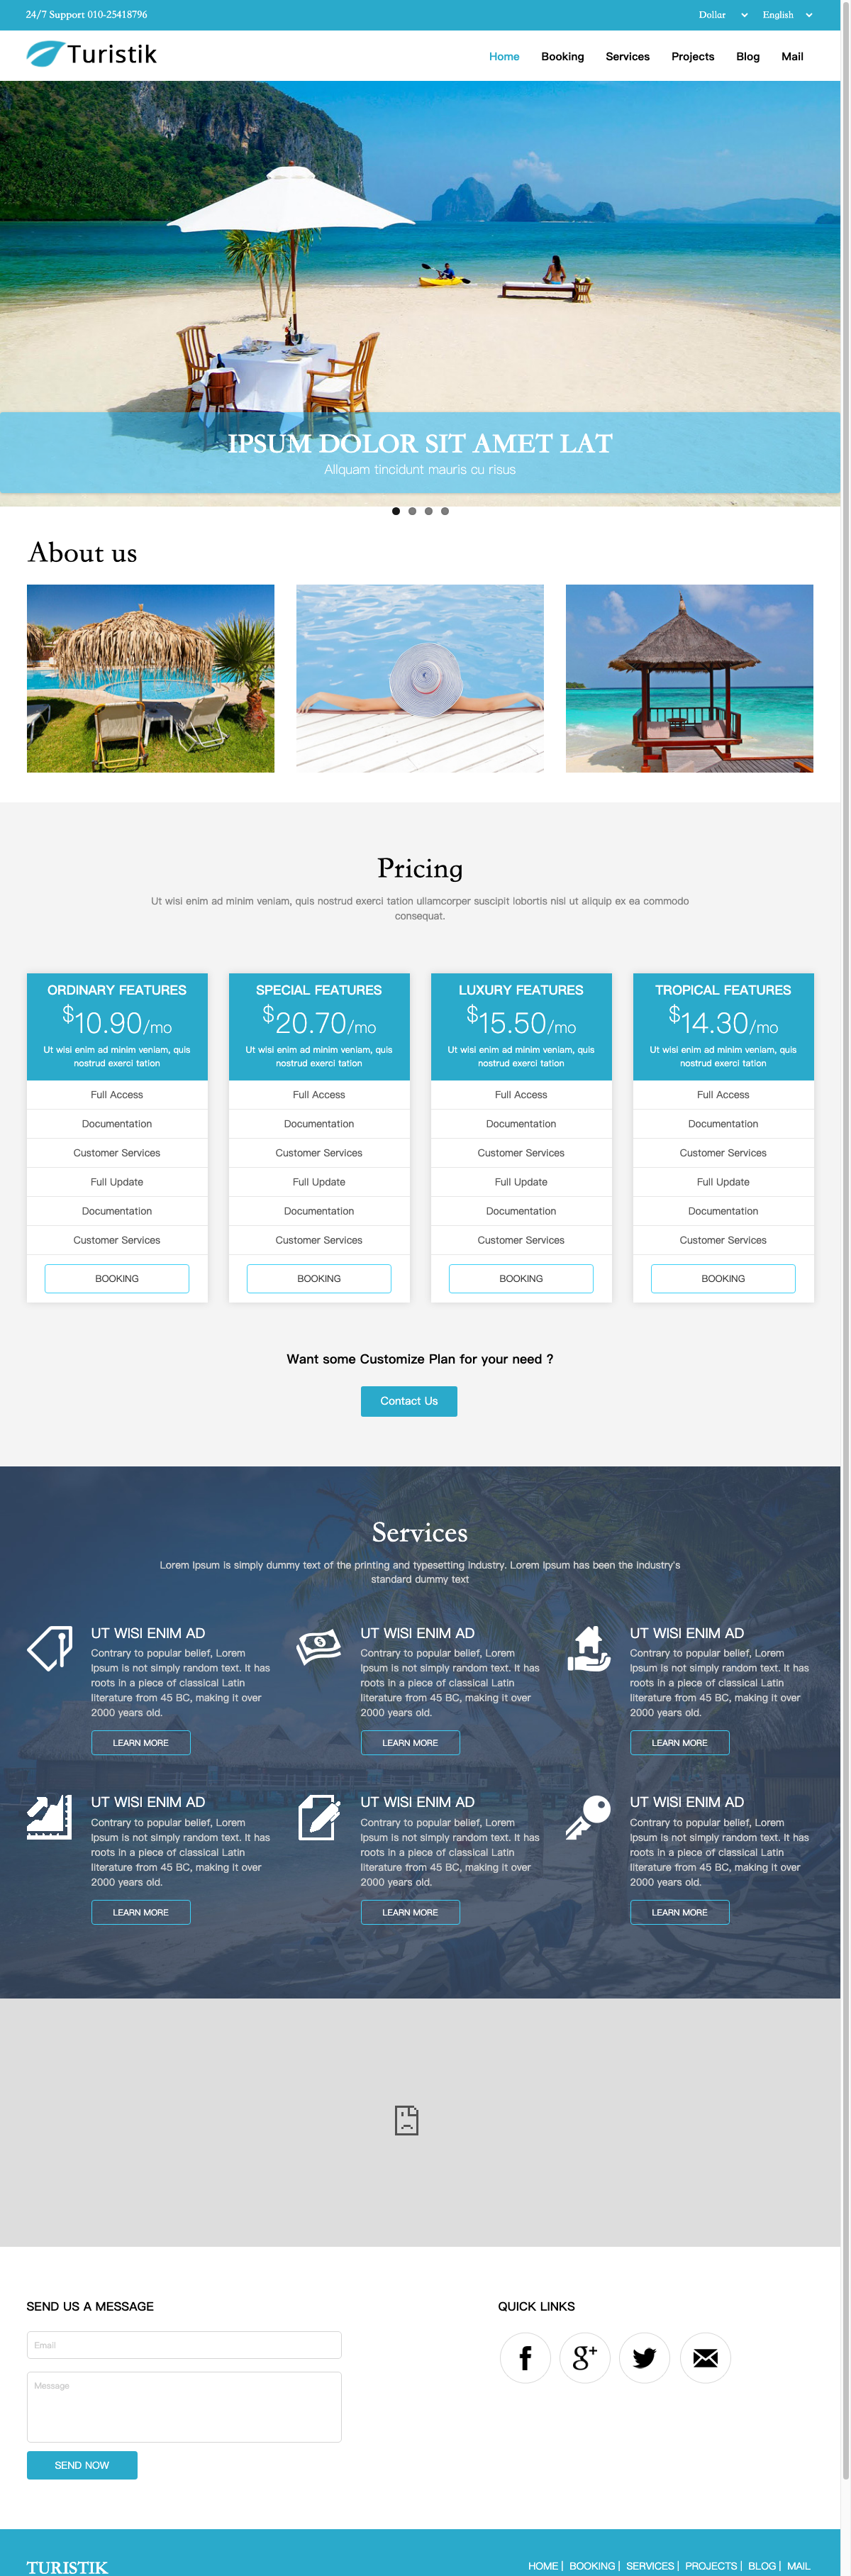 24/7 Support 010-25418796
Dollar English
Turistik
Home Booking Services Projects Blog Mail
IPSUM DOLOR SIT AMET LAT
Aliquam tincidunt mauris cu risus
About us
Pricing
Ut wisi enim ad minim veniam, quis nostrud exerci tation ullamcorper suscipit lobortis nisl ut aliquip ex ea commodo
consequat.
ORDINARY FEATURES
$10.90/mo
Ut wisi enim ad minim veniam, quis
nostrud exerci tation
Full Access
Documentation
Customer Services
Full Update
Documentation
Customer Services
BOOKING
SPECIAL FEATURES
$20.70/mo
Ut wisi enim ad minim veniam, quis
nostrud exerci tation
Full Access
Documentation
Customer Services
Full Update
Documentation
Customer Services
BOOKING
LUXURY FEATURES
$15.50/mo
Ut wisi enim ad minim veniam, quis
nostrud exerci tation
Full Access
Documentation
Customer Services
Full Update
Documentation
Customer Services
BOOKING
TROPICAL FEATURES
$14.30/mo
Ut wisi enim ad minim veniam, quis
nostrud exerci tation
Full Access
Documentation
Customer Services
Full Update
Documentation
Customer Services
BOOKING
Want some Customize Plan for your need ?
Contact Us
Services
Lorem Ipsum is simply dummy text of the printing and typesetting industry. Lorem Ipsum has been the industry's
standard dummy text
UT WISI ENIM AD
Contrary to popular belief, Lorem
Ipsum is not simply random text. It has
roots in a piece of classical Latin
literature from 45 BC, making it over
2000 years old.
LEARN MORE
UT WISI ENIM AD
Contrary to popular belief, Lorem
Ipsum is not simply random text. It has
roots in a piece of classical Latin
literature from 45 BC, making it over
2000 years old.
LEARN MORE
UT WISI ENIM AD
Contrary to popular belief, Lorem
Ipsum is not simply random text. It has
roots in a piece of classical Latin
literature from 45 BC, making it over
2000 years old.
LEARN MORE
UT WISI ENIM AD
Contrary to popular belief, Lorem
Ipsum is not simply random text. It has
roots in a piece of classical Latin
literature from 45 BC, making it over
2000 years old.
LEARN MORE
UT WISI ENIM AD
Contrary to popular belief, Lorem
Ipsum is not simply random text. It has
roots in a piece of classical Latin
literature from 45 BC, making it over
2000 years old.
LEARN MORE
UT WISI ENIM AD
Contrary to popular belief, Lorem
Ipsum is not simply random text. It has
roots in a piece of classical Latin
literature from 45 BC, making it over
2000 years old.
LEARN MORE
SEND US A MESSAGE
Email
Message
SEND NOW
QUICK LINKS
TURISTIK
HOME | BOOKING | SERVICES | PROJECTS | BLOG | MAIL